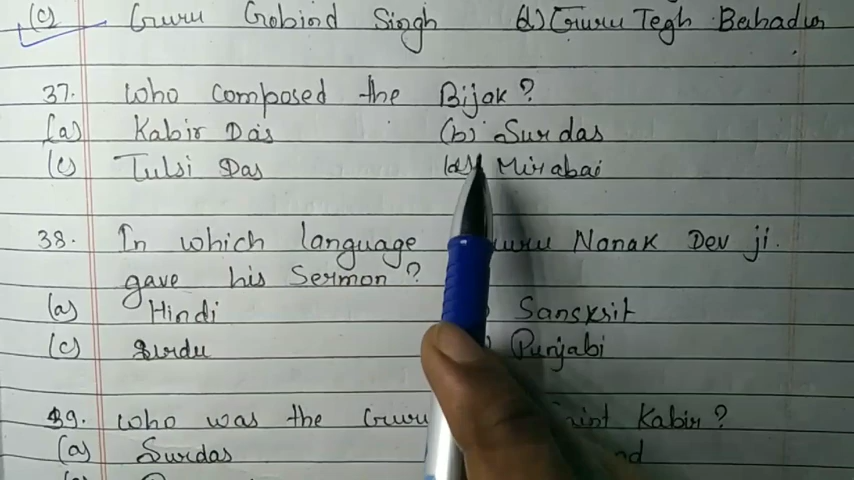 (c) Guru Gobind Singh (d) Guru Tegh Bahadur
37. Who composed the Bijak?
(a) Kabir Das (b) Surdas
(c) Tulsi Das (d) Mirabai
38. In which language Guru Nanak Dev ji.
gave his Sermon?
(a) Hindi Sanskrit
(c) Urdu Punjabi
39. Who was the Guru Saint Kabir?
(a) Surdas